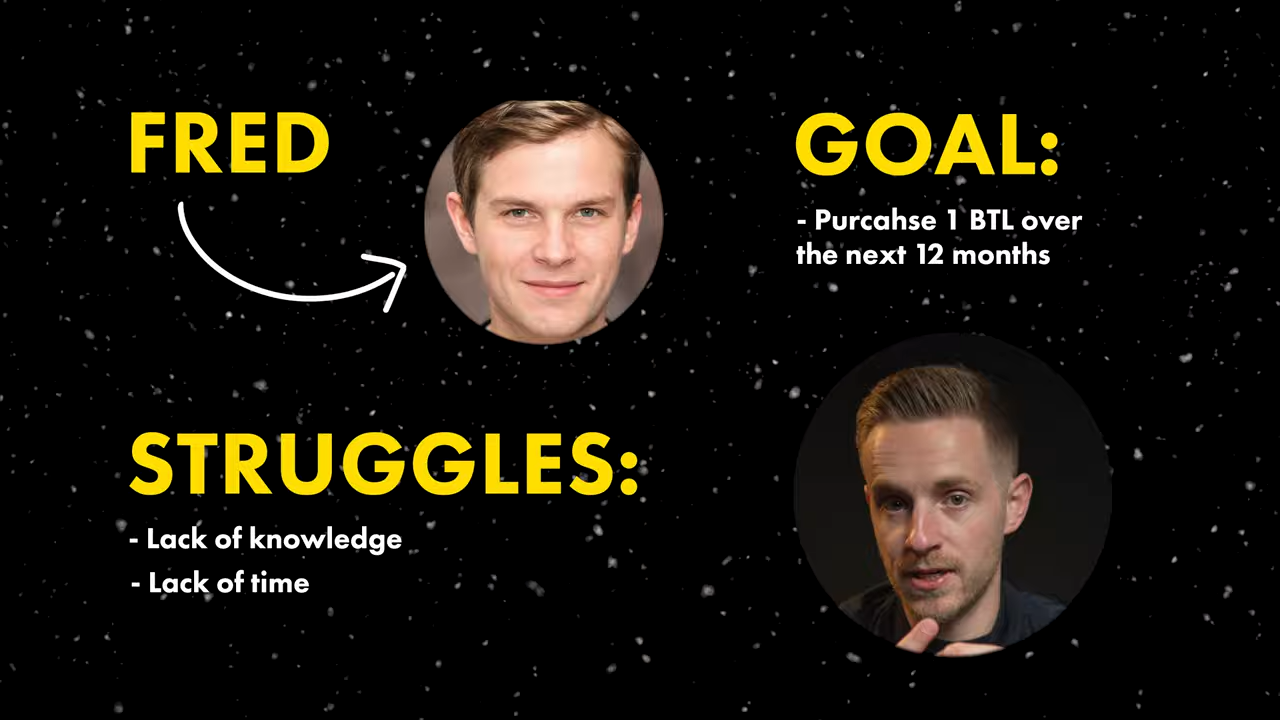 FRED
GOAL:
- Purcahse 1 BTL over
the next 12 months
STRUGGLES:
- Lack of knowledge
- Lack of time